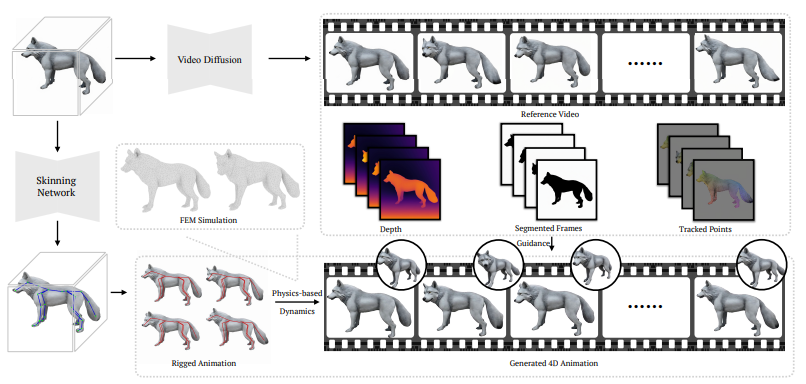 Video Diffusion
......
Reference Video
Skinning
Network
FEM Simulation
Depth
Segmented Frames
Tracked Points
Guidance
Physics-based
Dynamics
......
Rigged Animation
Generated 4D Animation